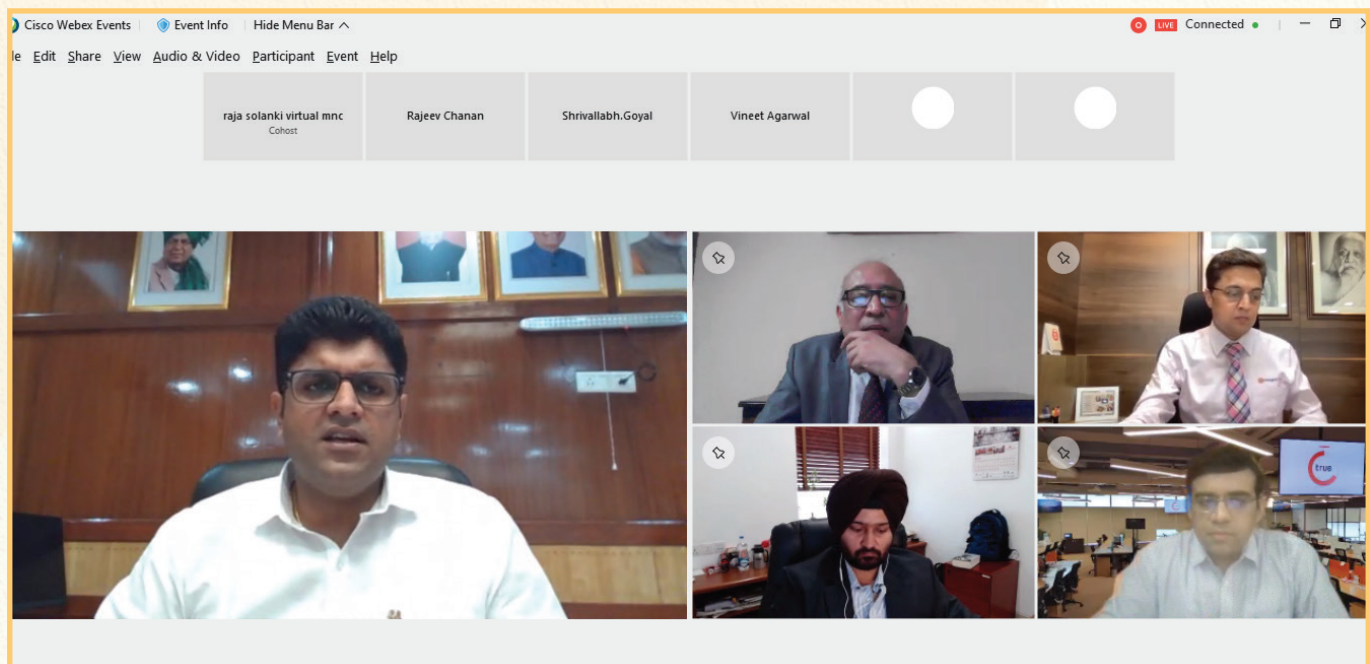 Cisco Webex Events Event Info Hide Menu Bar LIVE Connected
Edit Share View Audio & Video Participant Event Help
raja solanki virtual mnc
Cohost
Rajeev Chanan
Shrivallabh.Goyal
Vineet Agarwal
true